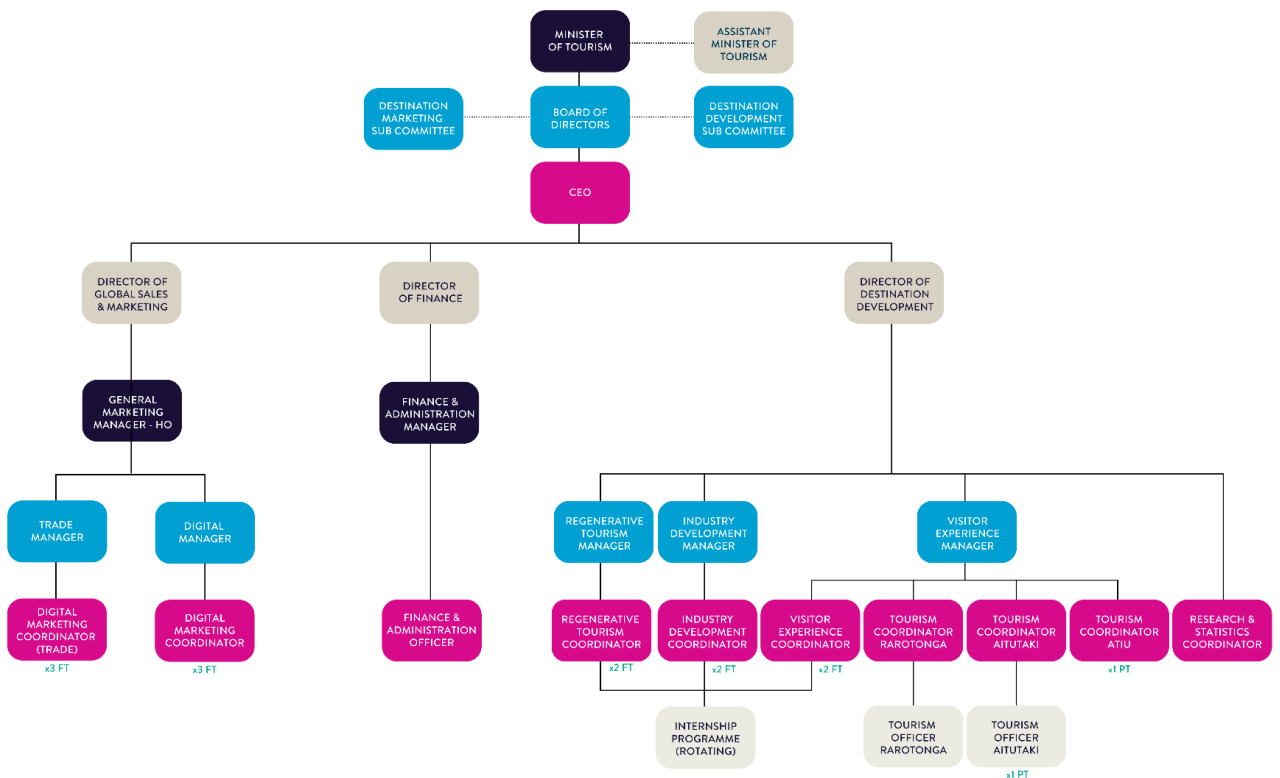 MINISTER
OF TOURISM
ASSISTANT
MINISTER OF
TOURISM
DESTINATION
MARKETING
SUB COMMITTEE
BOARD OF
DIRECTORS
DESTINATION
DEVELOPMENT
SUB COMMITTEE
CEO
DIRECTOR OF
GLOBAL SALES
& MARKETING
DIRECTOR
OF FINANCE
DIRECTOR OF
DESTINATION
DEVELOPMENT
GENERAL
MARKETING
MANAGER - HO
FINANCE &
ADMINISTRATION
MANAGER
TRADE
MANAGER
DIGITAL
MANAGER
REGENERATIVE
TOURISM
MANAGER
INDUSTRY
DEVELOPMENT
MANAGER
VISITOR
EXPERIENCE
MANAGER
DIGITAL
MARKETING
COORDINATOR
(TRADE)
x3 FT
DIGITAL
MARKETING
COORDINATOR
x3 FT
FINANCE &
ADMINISTRATION
OFFICER
REGENERATIVE
TOURISM
COORDINATOR
x2 FT
INDUSTRY
DEVELOPMENT
COORDINATOR
x2 FT
VISITOR
EXPERIENCE
COORDINATOR
x2 FT
TOURISM
COORDINATOR
RAROTONGA
TOURISM
COORDINATOR
AITUTAKI
TOURISM
COORDINATOR
ATIU
x1 PT
RESEARCH &
STATISTICS
COORDINATOR
INTERNSHIP
PROGRAMME
(ROTATING)
TOURISM
OFFICER
RAROTONGA
TOURISM
OFFICER
AITUTAKI
x1 PT